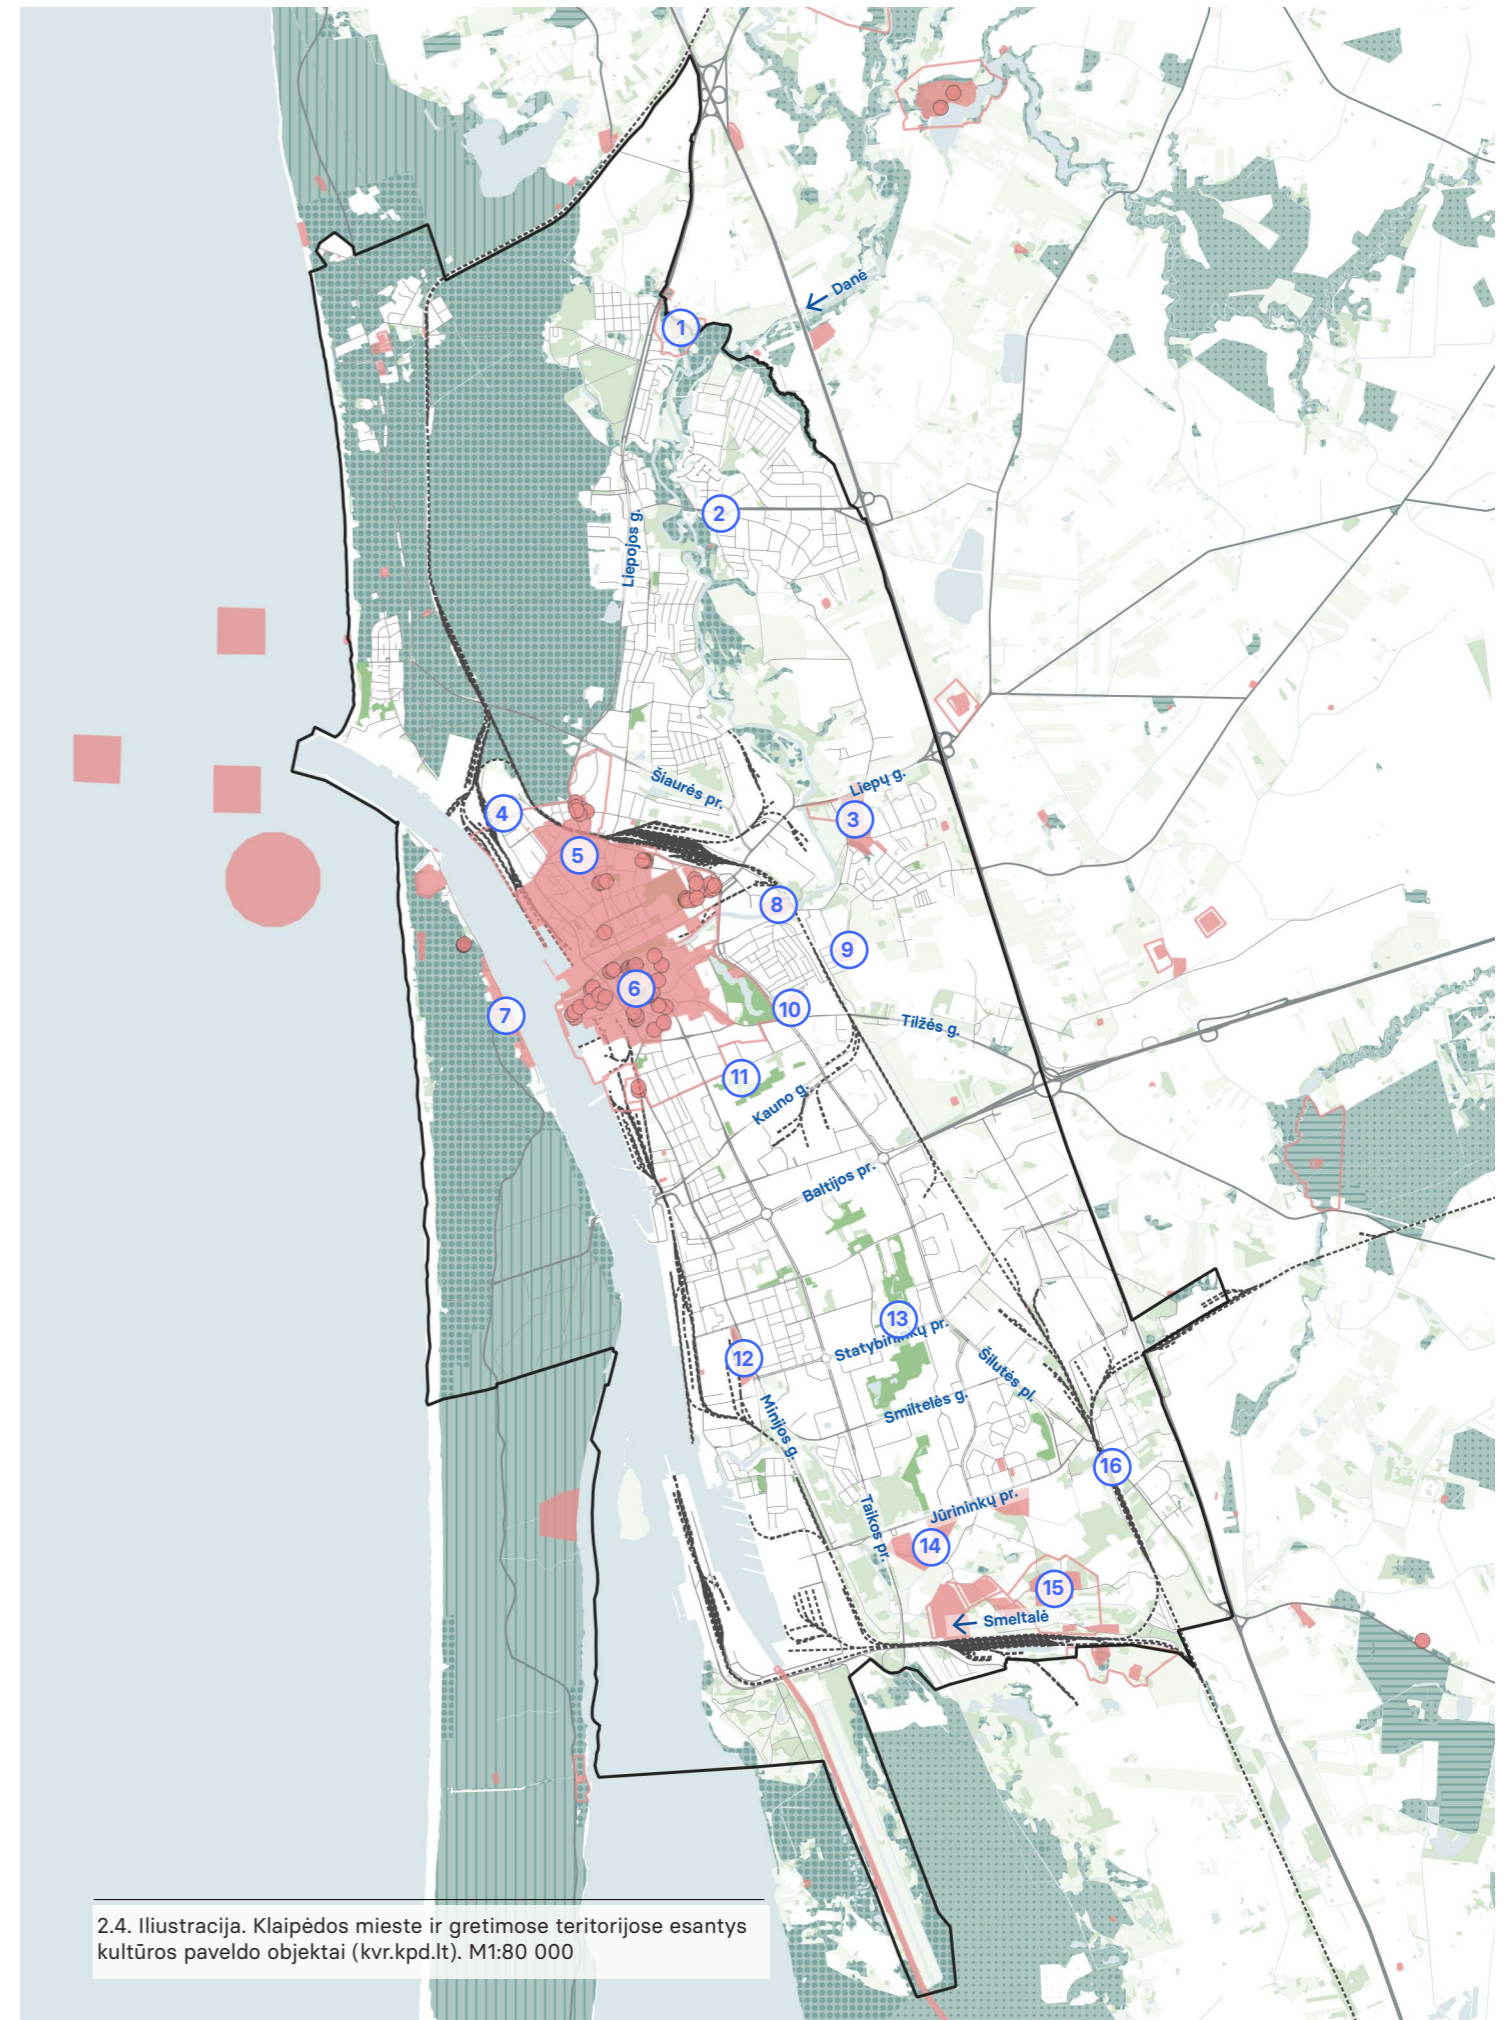 Danė
1
2
Liepojos g.
Šiaurės pr.
Liepų g.
3
4
5
8
9
6
7
10
Tilžės g.
11
Kauno g.
Baltijos pr.
13
Statybininkų pr.
12
Šilutės pl.
Smiltelės g.
Minijos g.
16
Taikos pr.
Jūrininkų pr.
14
15
Smeltalė
2.4. Iliustracija. Klaipėdos mieste ir gretimose teritorijose esantys
kultūros paveldo objektai (kvr.kpd.lt). M1:80 000